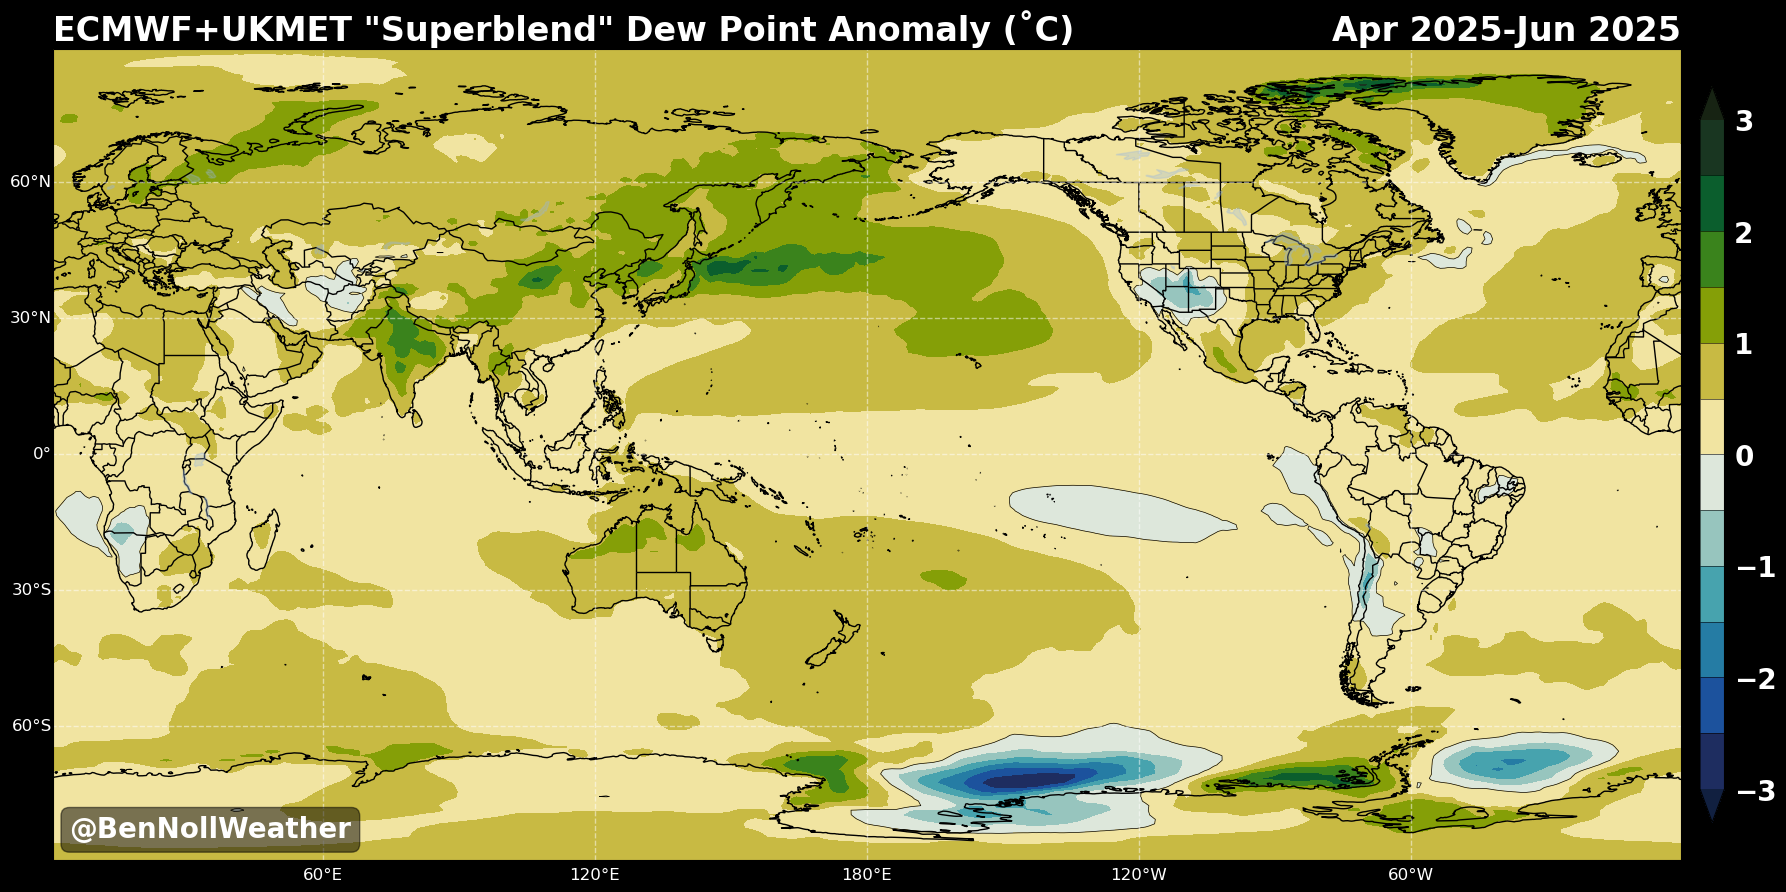 ECMWF+UKMET "Superblend" Dew Point Anomaly (˚C)
Apr 2025-Jun 2025
60°N
30°N
0°
30°S
60°S
60°E
120°E
180°E
120°W
60°W
3
2
1
0
−1
−2
−3
@BenNollWeather